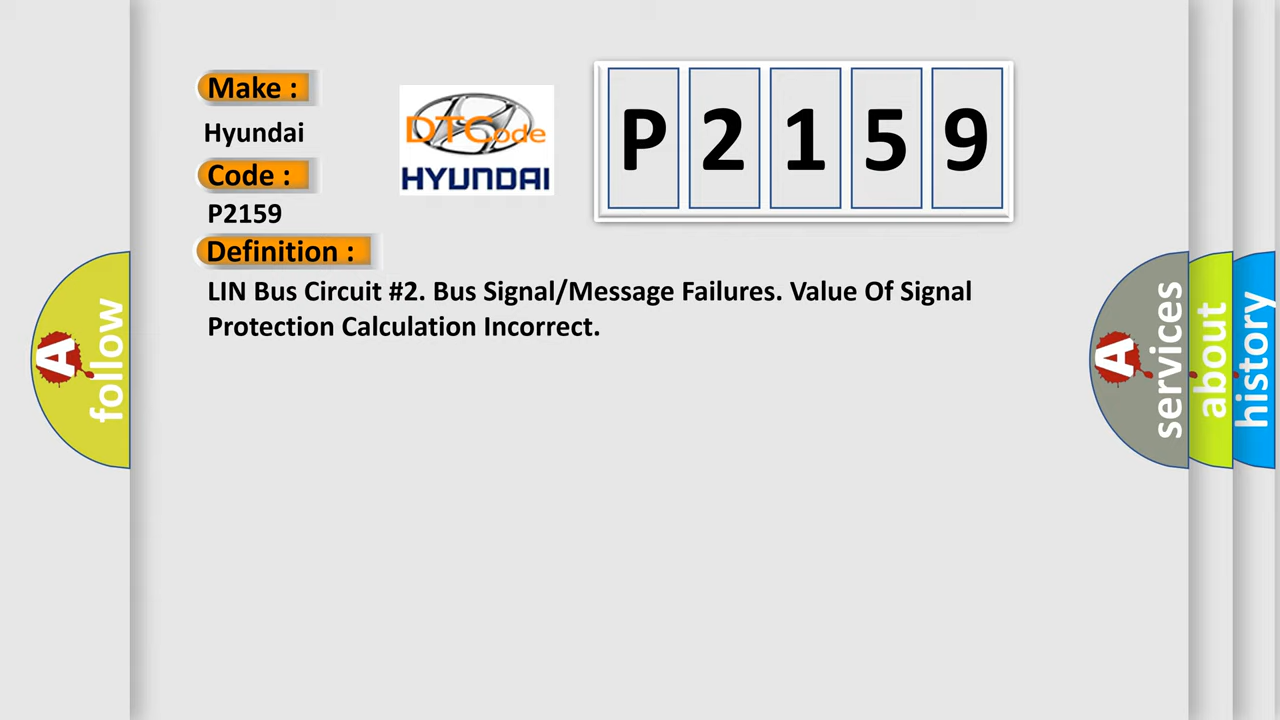 Make :
Hyundai
Code :
P2159
Definition :
LIN Bus Circuit #2. Bus Signal/Message Failures. Value Of Signal
Protection Calculation Incorrect.
DTCode
HYUNDAI
P 2 1 5 9
A follow
A services
about
history